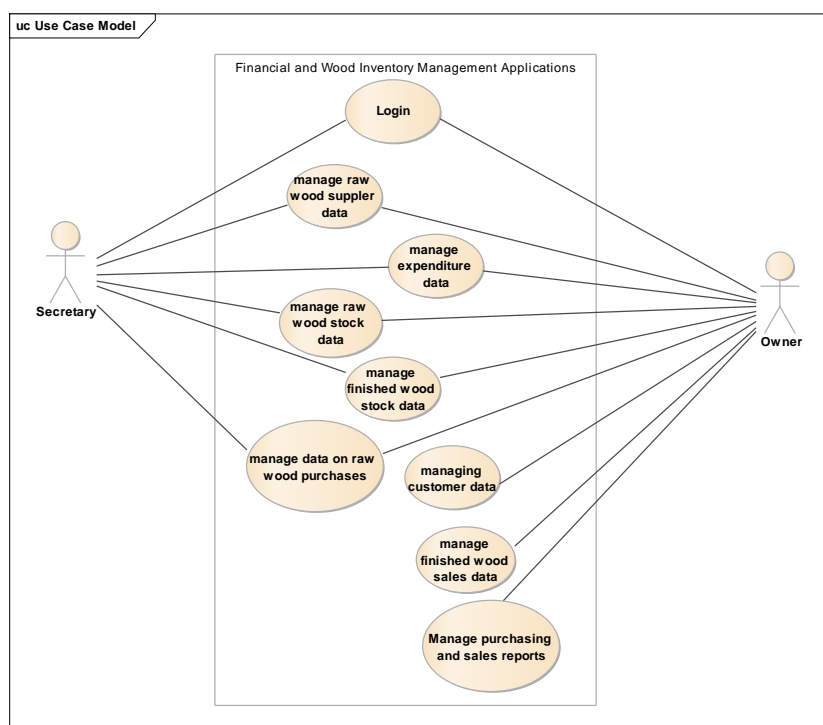 uc Use Case Model
Financial and Wood Inventory Management Applications
Login
manage raw
wood suppler
data
manage
expenditure
data
Secretary
manage raw
wood stock
data
Owner
manage
finished wood
stock data
manage data on raw
wood purchases
managing
customer data
manage
finished wood
sales data
Manage purchasing
and sales reports